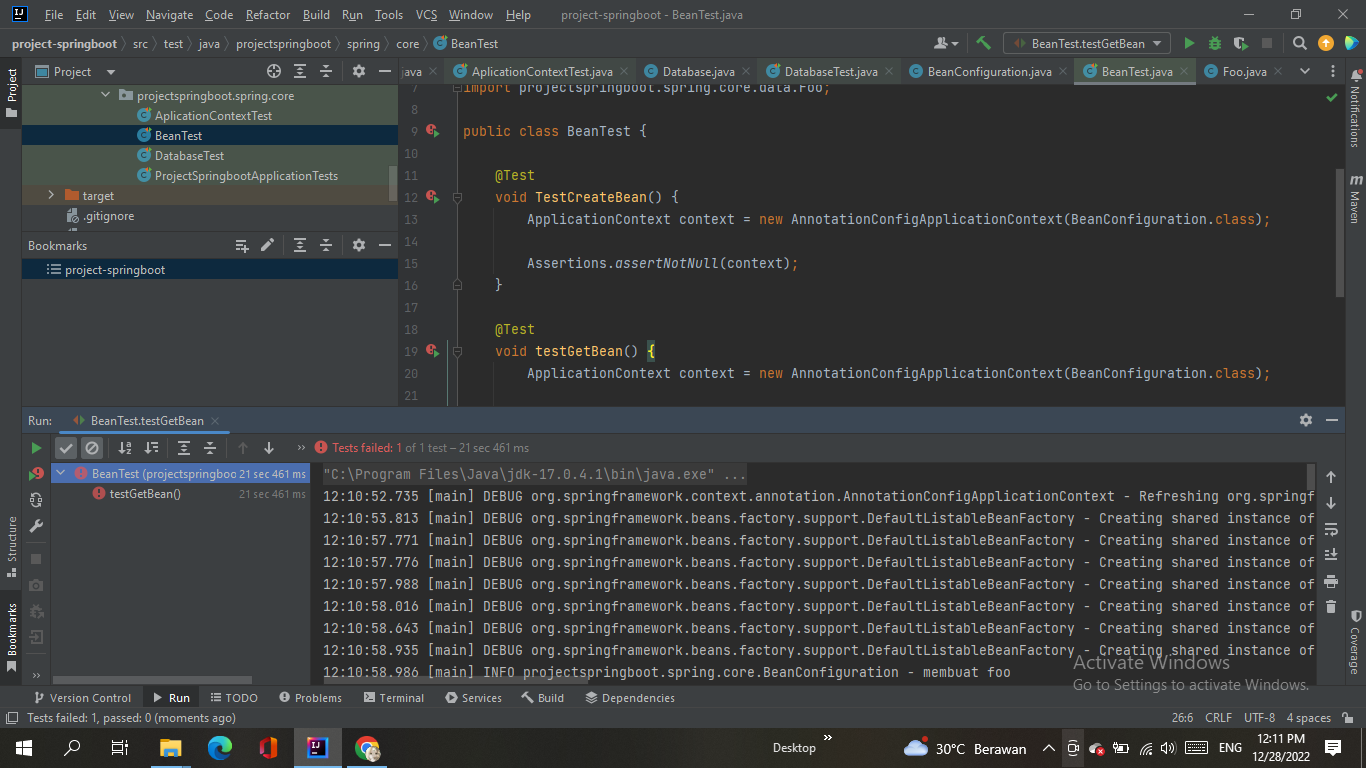 File Edit View Navigate Code Refactor Build Run Tools VCS Window Help project-springboot - BeanTest.java
project-springboot src test java projectspringboot spring core BeanTest BeanTest.testGetBean
Project
java AplicationContextTest.java Database.java DatabaseTest.java BeanConfiguration.java BeanTest.java Foo.java
projectspringboot.spring.core
AplicationContextTest
BeanTest
DatabaseTest
ProjectSpringbootApplicationTests
target
.gitignore
Bookmarks
project-springboot
7 import projectspringboot.spring.core.data.Foo;
8
9 public class BeanTest {
10
11 @Test
12 void TestCreateBean() {
13 ApplicationContext context = new AnnotationConfigApplicationContext(BeanConfiguration.class);
14
15 Assertions.assertNotNull(context);
16 }
17
18 @Test
19 void testGetBean() {
20 ApplicationContext context = new AnnotationConfigApplicationContext(BeanConfiguration.class);
21
Project
Structure
Bookmarks
Notifications
m Maven
Coverage
Run: BeanTest.testGetBean
Tests failed: 1 of 1 test – 21 sec 461 ms
BeanTest (projectspringboo 21 sec 461 ms
testGetBean() 21 sec 461 ms
"C:\Program Files\Java\jdk-17.0.4.1\bin\java.exe" ...
12:10:52.735 [main] DEBUG org.springframework.context.annotation.AnnotationConfigApplicationContext - Refreshing org.springf
12:10:53.813 [main] DEBUG org.springframework.beans.factory.support.DefaultListableBeanFactory - Creating shared instance of
12:10:57.771 [main] DEBUG org.springframework.beans.factory.support.DefaultListableBeanFactory - Creating shared instance of
12:10:57.776 [main] DEBUG org.springframework.beans.factory.support.DefaultListableBeanFactory - Creating shared instance of
12:10:57.988 [main] DEBUG org.springframework.beans.factory.support.DefaultListableBeanFactory - Creating shared instance of
12:10:58.016 [main] DEBUG org.springframework.beans.factory.support.DefaultListableBeanFactory - Creating shared instance of
12:10:58.643 [main] DEBUG org.springframework.beans.factory.support.DefaultListableBeanFactory - Creating shared instance of
12:10:58.935 [main] DEBUG org.springframework.beans.factory.support.DefaultListableBeanFactory - Creating shared instance of
12:10:58.986 [main] INFO projectspringboot.spring.core.BeanConfiguration - membuat foo
Activate Windows
Go to Settings to activate Windows.
Version Control Run TODO Problems Terminal Services Build Dependencies
Tests failed: 1, passed: 0 (moments ago) 26:6 CRLF UTF-8 4 spaces
Desktop 30°C Berawan ENG 12:11 PM
12/28/2022